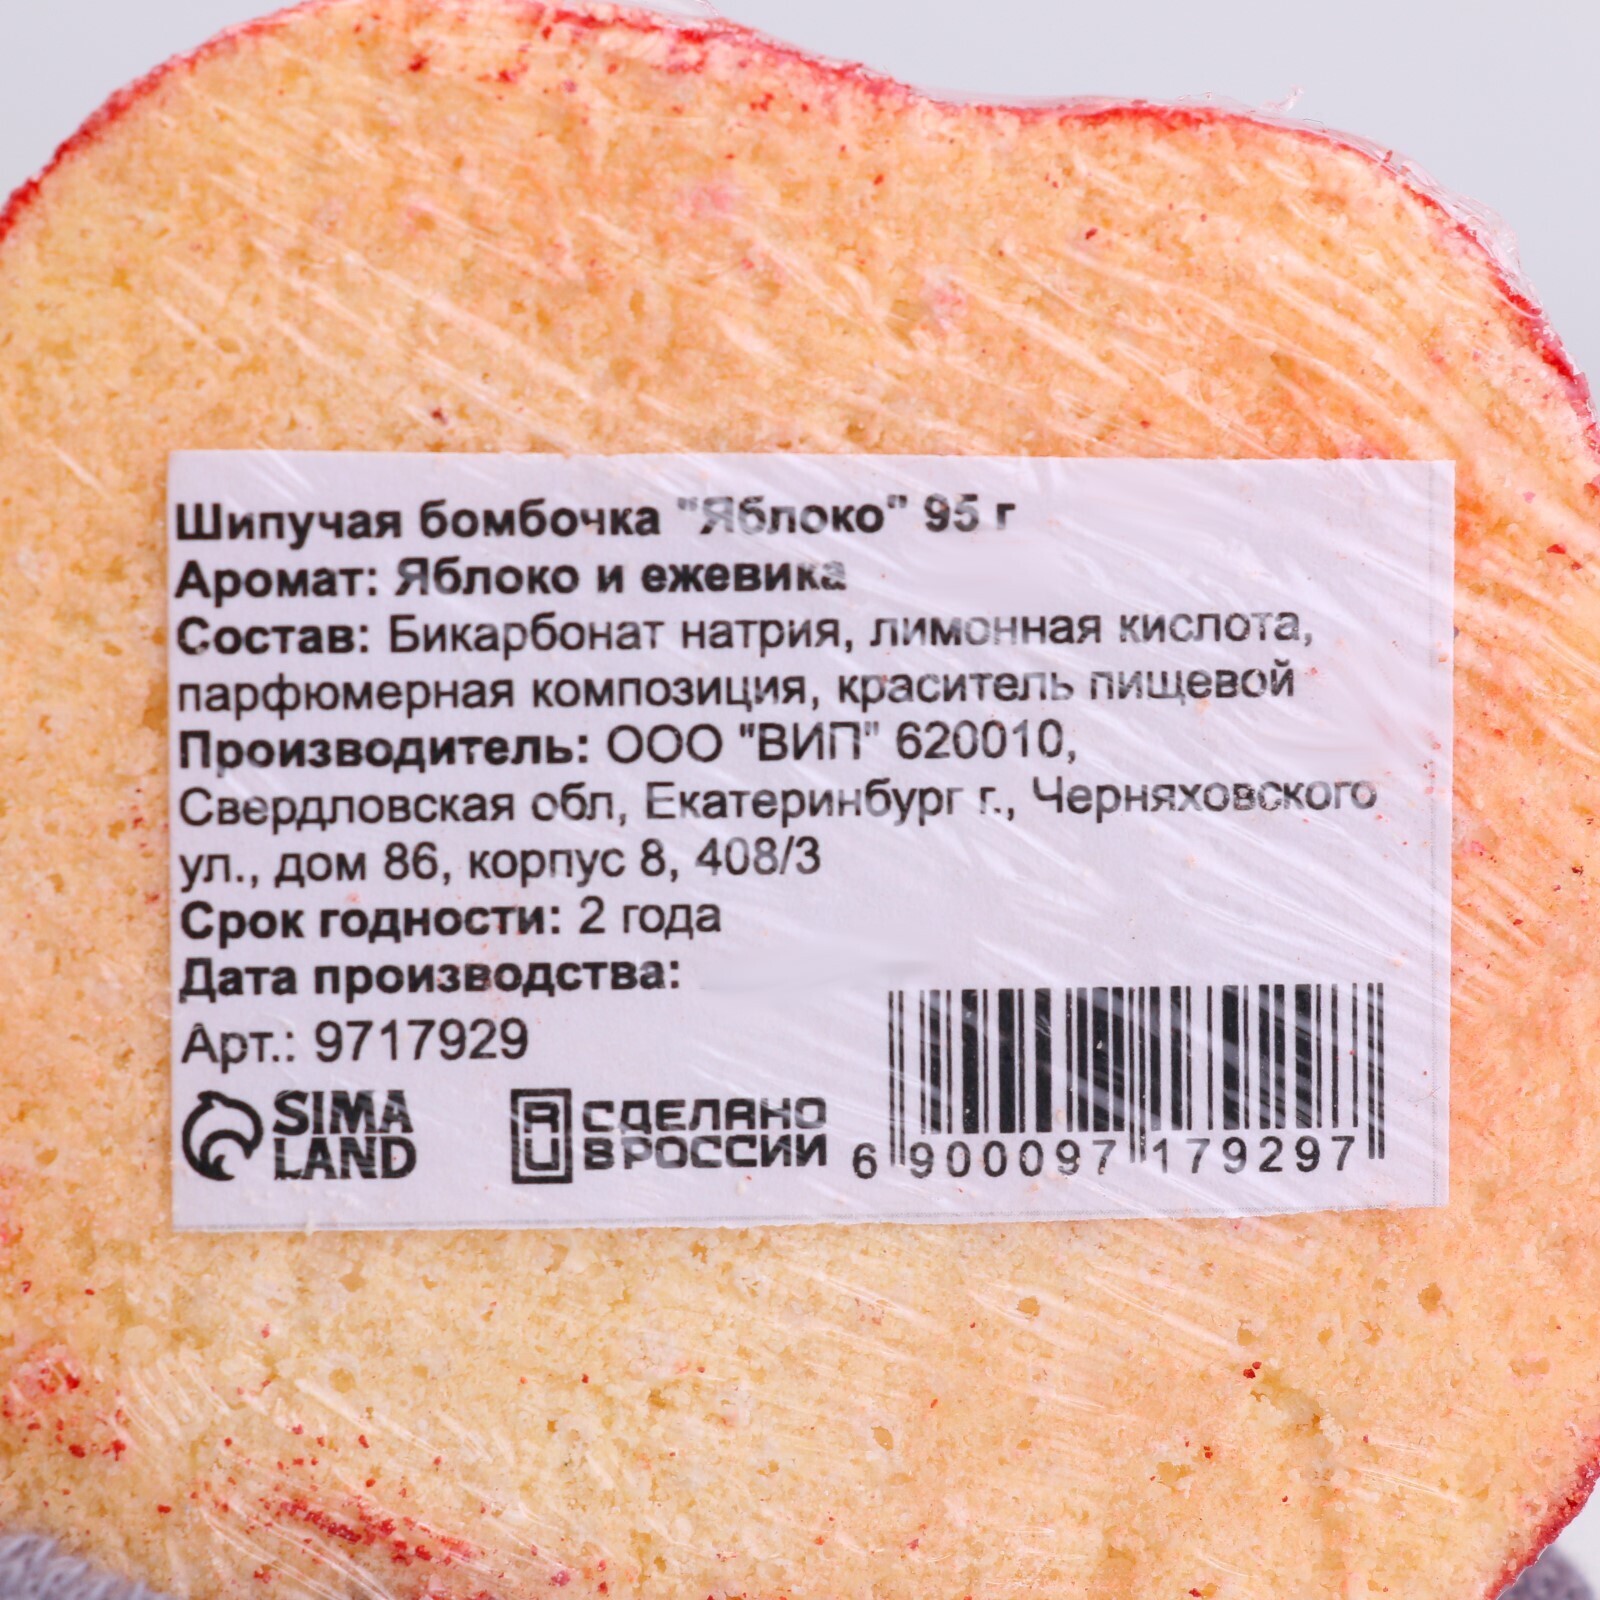 Шипучая бомбочка "Яблоко" 95 г
Аромат: Яблоко и ежевика
Состав: Бикарбонат натрия, лимонная кислота,
парфюмерная композиция, краситель пищевой
Производитель: ООО "ВИП" 620010,
Свердловская обл, Екатеринбург г., Черняховского
ул., дом 86, корпус 8, 408/3
Срок годности: 2 года
Дата производства:
Арт.: 9717929
SIMA
LAND
RU
СДЕЛАНО
В РОССИИ
6 900097 179297